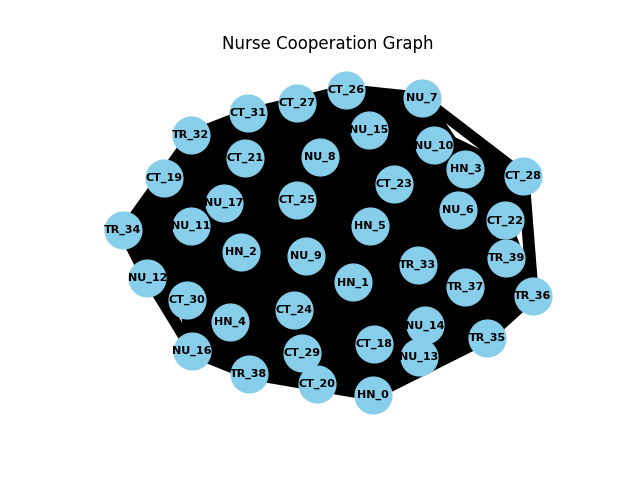 Nurse Cooperation Graph
CT_26
NU_7
CT_27
CT_31
NU_15
TR_32
NU_10
CT_21
NU_8
HN_3
CT_28
CT_19
CT_23
CT_25
NU_17
NU_6
CT_22
NU_11
HN_5
TR_34
HN_2
NU_9
TR_39
TR_33
NU_12
HN_1
TR_37
TR_36
CT_30
CT_24
HN_4
NU_14
TR_35
CT_18
NU_16
CT_29
NU_13
TR_38
CT_20
HN_0